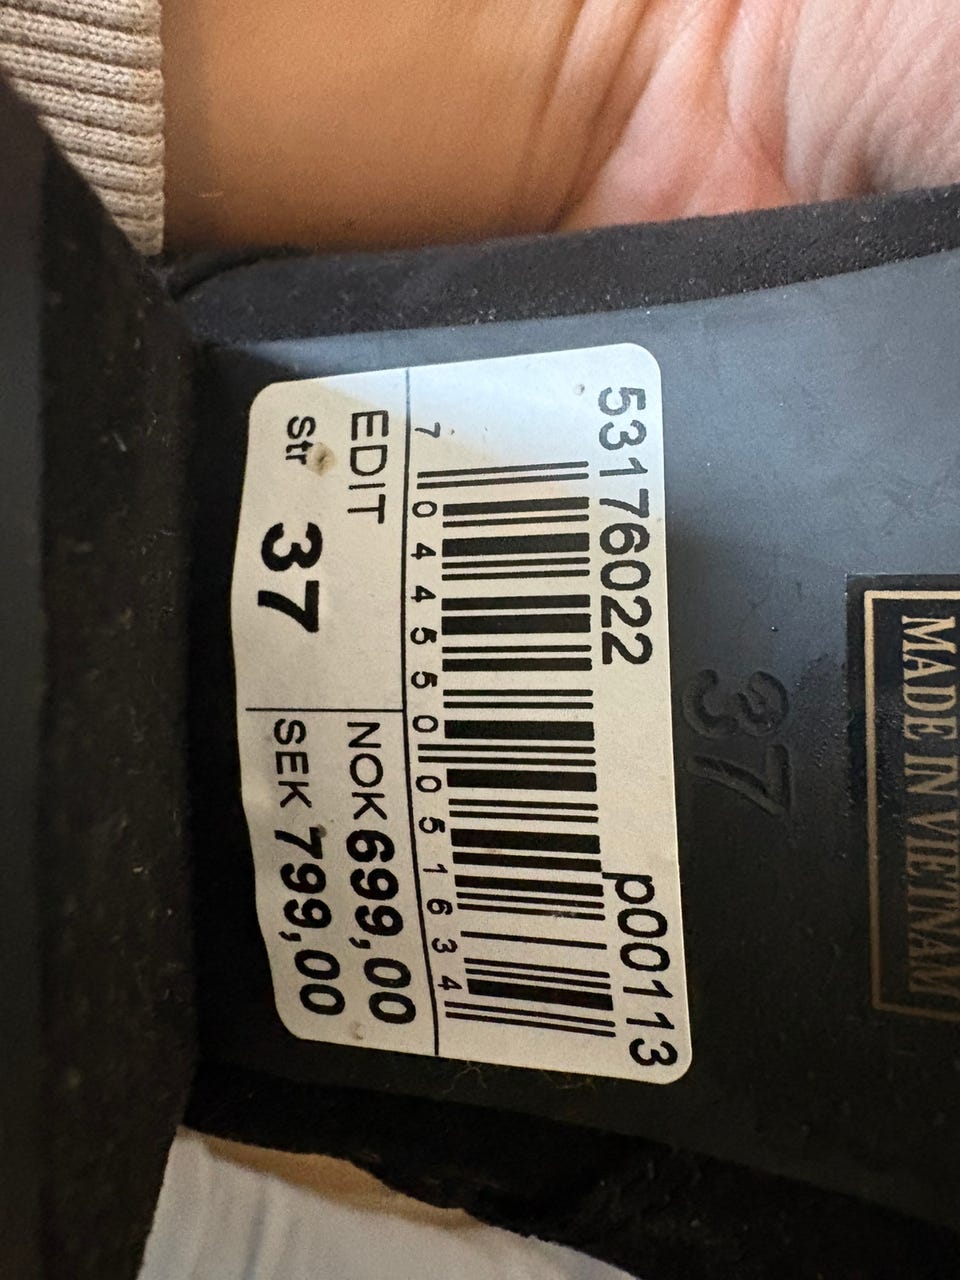 53176022 p00113
7 044550 051634
EDIT NOK 699,00
Str 37 SEK 799,00
37
MADE IN VIETNAM